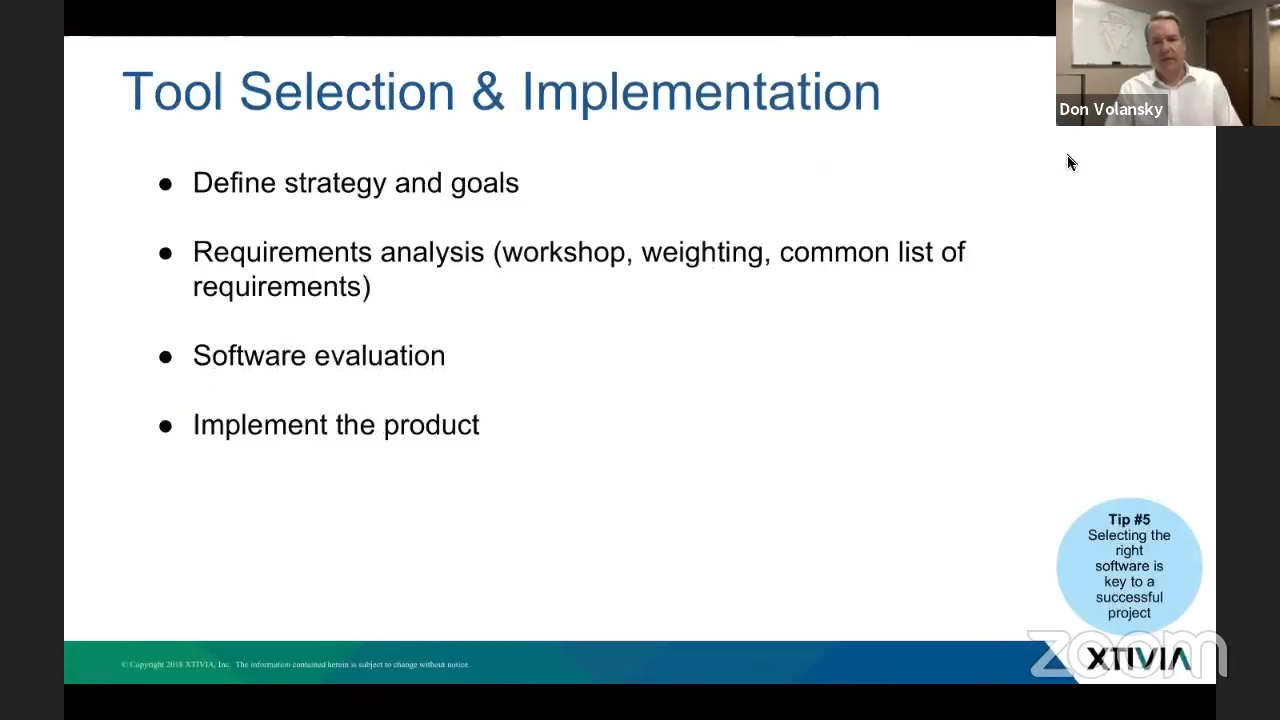 Tool Selection & Implementation
Don Volansky
● Define strategy and goals
● Requirements analysis (workshop, weighting, common list of
requirements)
● Software evaluation
● Implement the product
Tip #5
Selecting the
right
software is
key to a
successful
project
© Copyright 2018 XTIVIA, Inc. The information contained herein is subject to change without notice.
zoom
XTIVIA